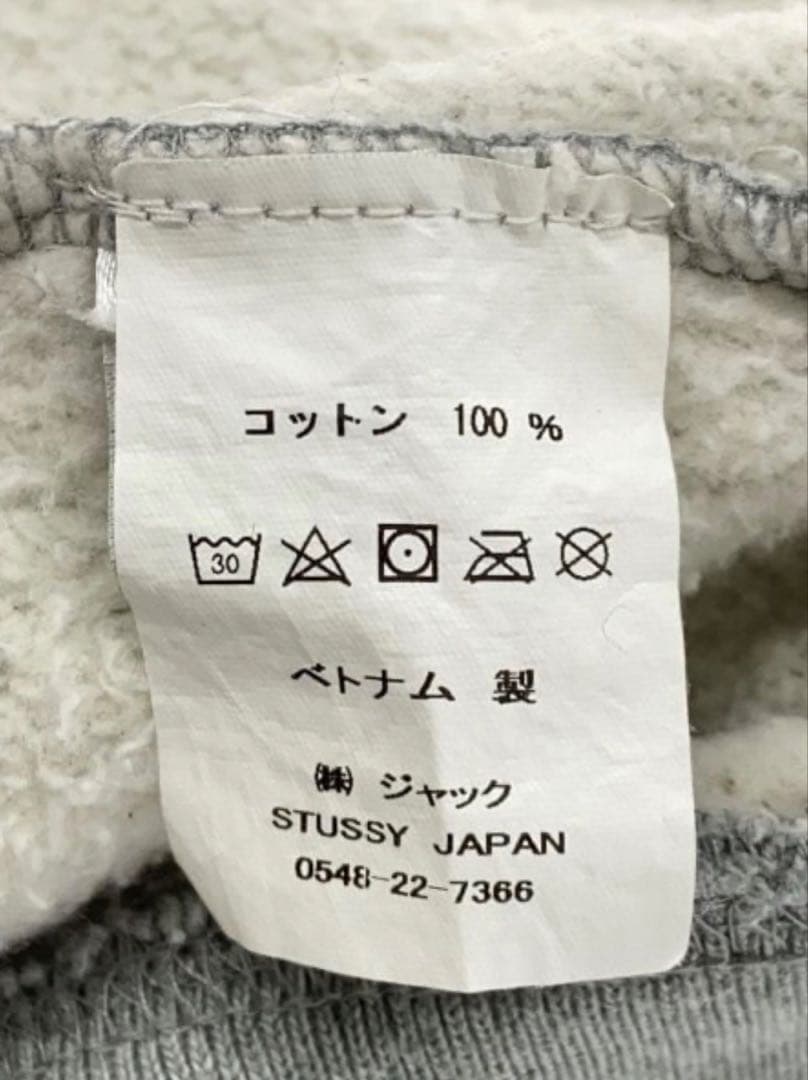 コットン 100 %
30
ベトナム 製
㈱ ジャック
STUSSY JAPAN
0548-22-7366